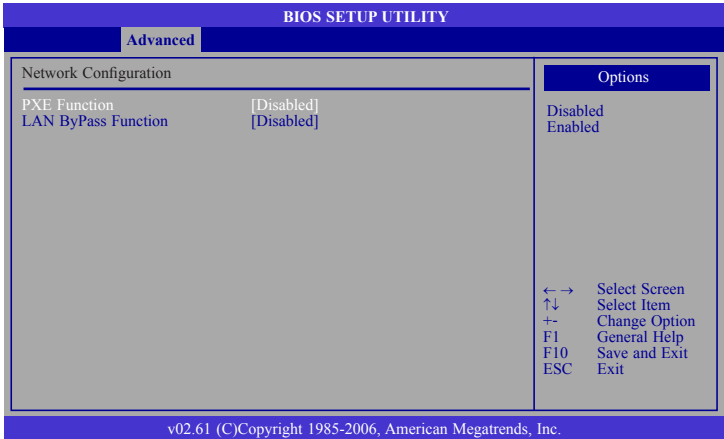 BIOS SETUP UTILITY
Advanced
Network Configuration
PXE Function [Disabled]
LAN ByPass Function [Disabled]
Options
Disabled
Enabled
←→ Select Screen
↑↓ Select Item
+- Change Option
F1 General Help
F10 Save and Exit
ESC Exit
v02.61 (C)Copyright 1985-2006, American Megatrends, Inc.